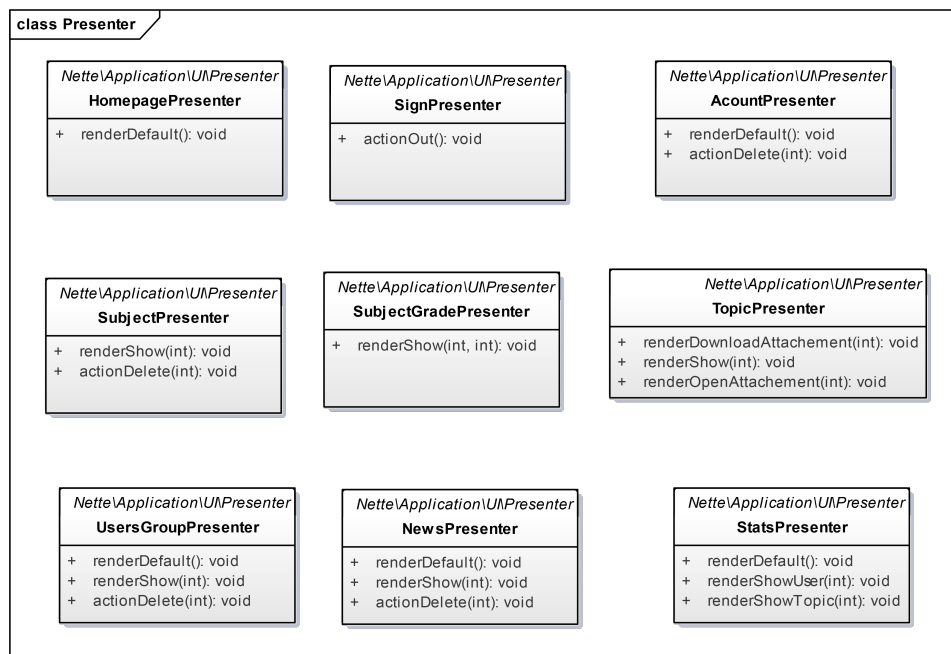 class Presenter
Nette\Application\UI\Presenter
HomepagePresenter
+ renderDefault(): void
Nette\Application\UI\Presenter
SignPresenter
+ actionOut(): void
Nette\Application\UI\Presenter
AcountPresenter
+ renderDefault(): void
+ actionDelete(int): void
Nette\Application\UI\Presenter
SubjectPresenter
+ renderShow(int): void
+ actionDelete(int): void
Nette\Application\UI\Presenter
SubjectGradePresenter
+ renderShow(int, int): void
Nette\Application\UI\Presenter
TopicPresenter
+ renderDownloadAttachement(int): void
+ renderShow(int): void
+ renderOpenAttachement(int): void
Nette\Application\UI\Presenter
UsersGroupPresenter
+ renderDefault(): void
+ renderShow(int): void
+ actionDelete(int): void
Nette\Application\UI\Presenter
NewsPresenter
+ renderDefault(): void
+ renderShow(int): void
+ actionDelete(int): void
Nette\Application\UI\Presenter
StatsPresenter
+ renderDefault(): void
+ renderShowUser(int): void
+ renderShowTopic(int): void